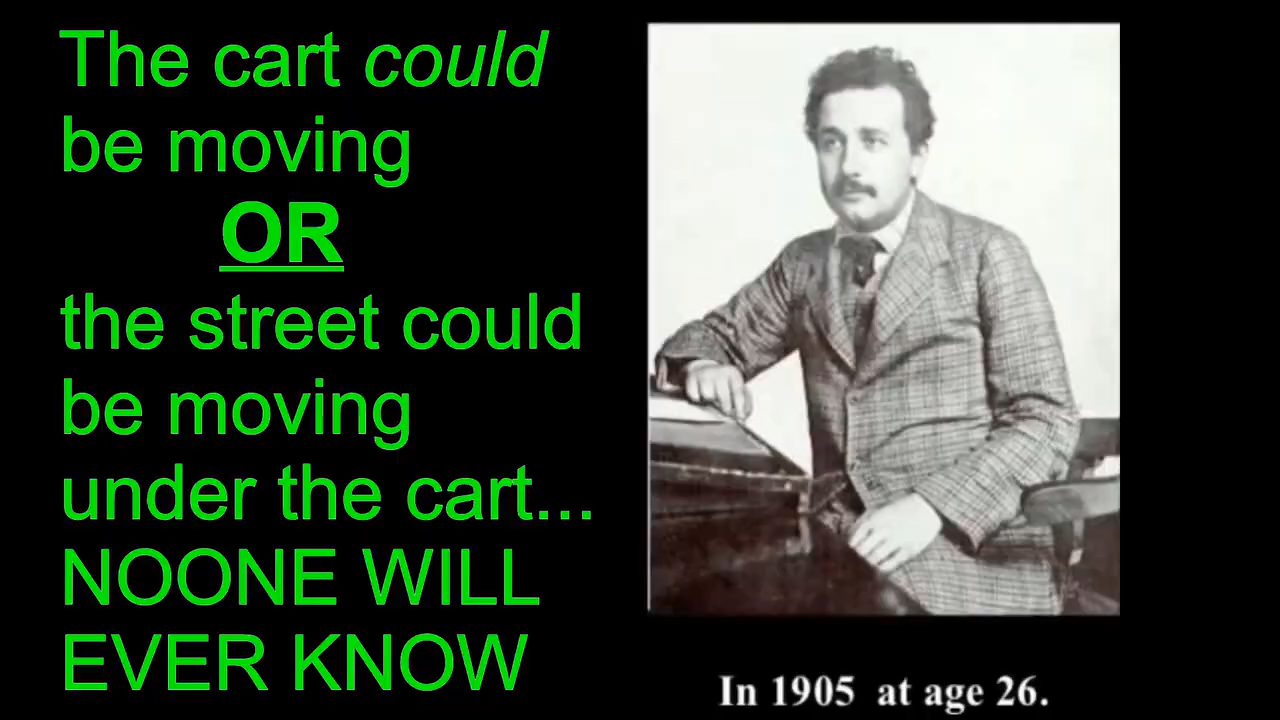 The cart could
be moving
OR
the street could
be moving
under the cart...
NOONE WILL
EVER KNOW
In 1905 at age 26.